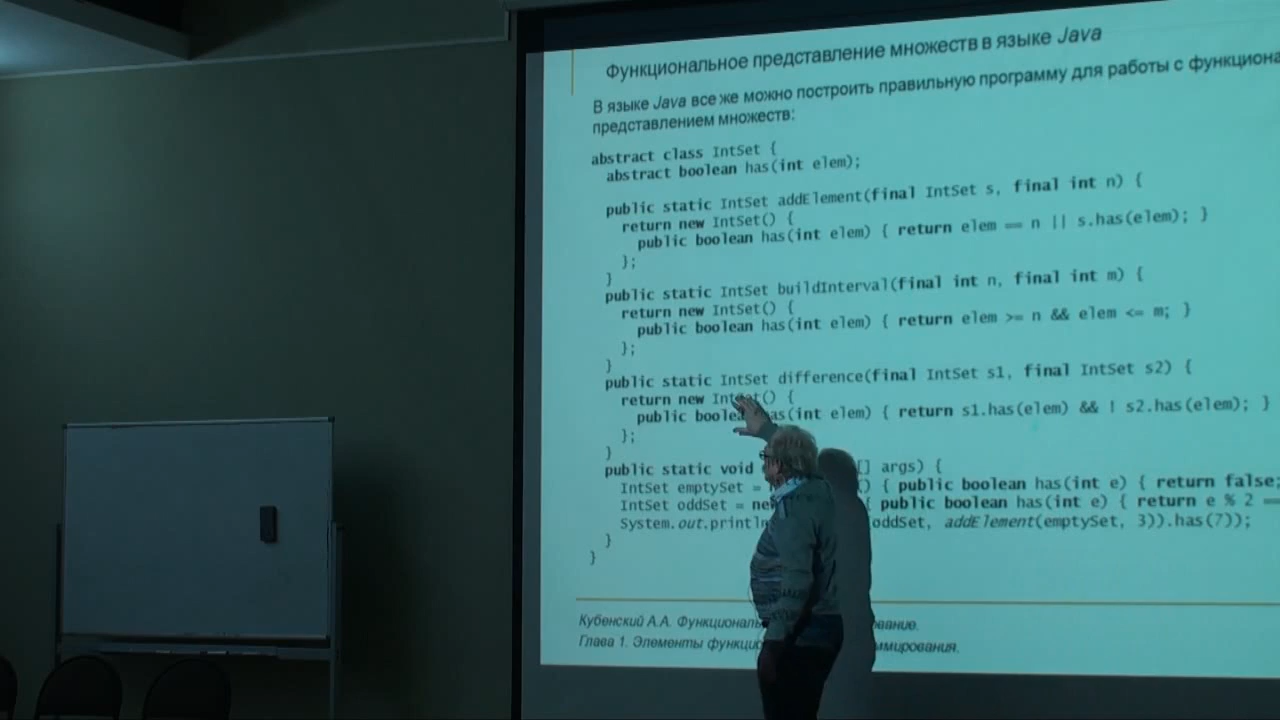 Функциональное представление множеств в языке Java
В языке Java все же можно построить правильную программу для работы с
представлением множеств:
abstract class IntSet {
abstract boolean has(int elem);
public static IntSet addElement(final IntSet s, final int n) {
return new IntSet() {
public boolean has(int elem) { return elem == n || s.has(elem); }
};
}
public static IntSet buildInterval(final int n, final int m) {
return new IntSet() {
public boolean has(int elem) { return elem >= n && elem <= m; }
};
}
public static IntSet difference(final IntSet s1, final IntSet s2) {
return new IntSet() {
public boolean has(int elem) { return s1.has(elem) && ! s2.has(elem); }
};
}
public static void [] args) {
IntSet emptySet = ) { public boolean has(int e) { return false;
IntSet oddSet = new { public boolean has(int e) { return e % 2 ==
System.out.println oddSet, addElement(emptySet, 3)).has(7));
}
}
Кубенский А.А.
Глава 1. Элементы